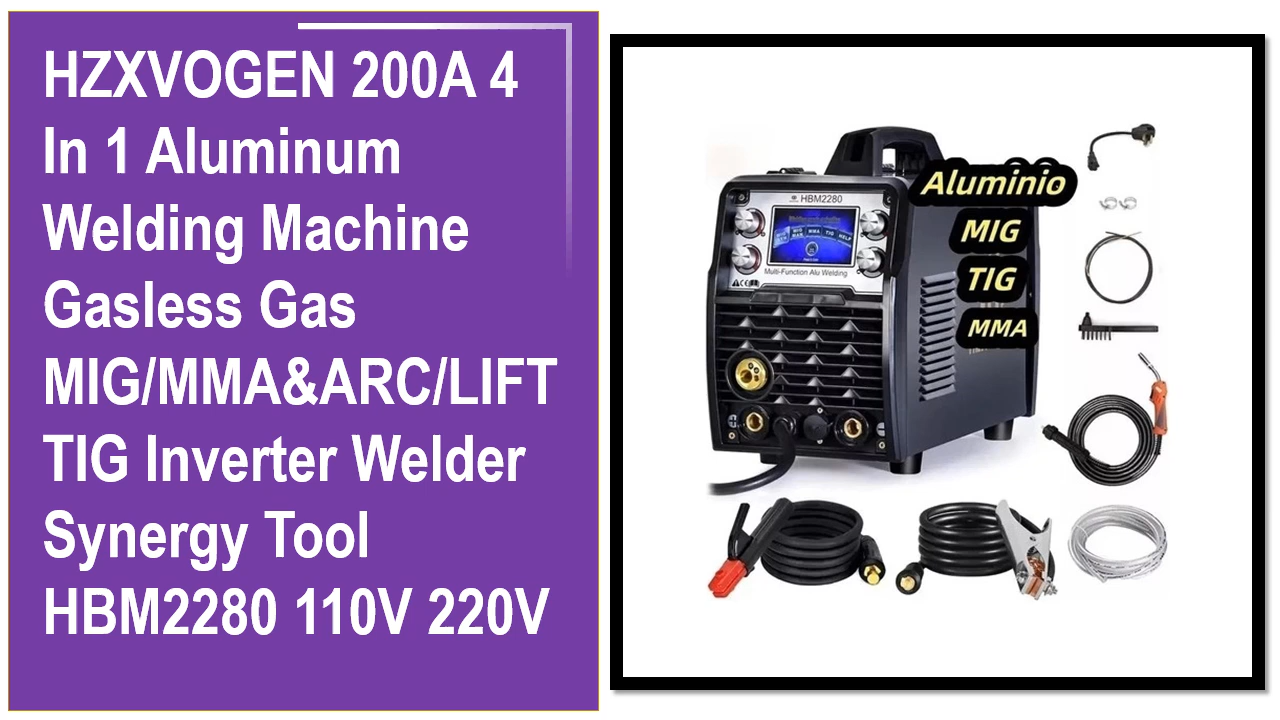 HZXVOGEN 200A 4
In 1 Aluminum
Welding Machine
Gasless Gas
MIG/MMA&ARC/LIFT
TIG Inverter Welder
Synergy Tool
HBM2280 110V 220V
HBM2280
MIG
MMA
TIG
HELP
Multi-Function Alu Welding
Aluminio
MIG
TIG
MMA